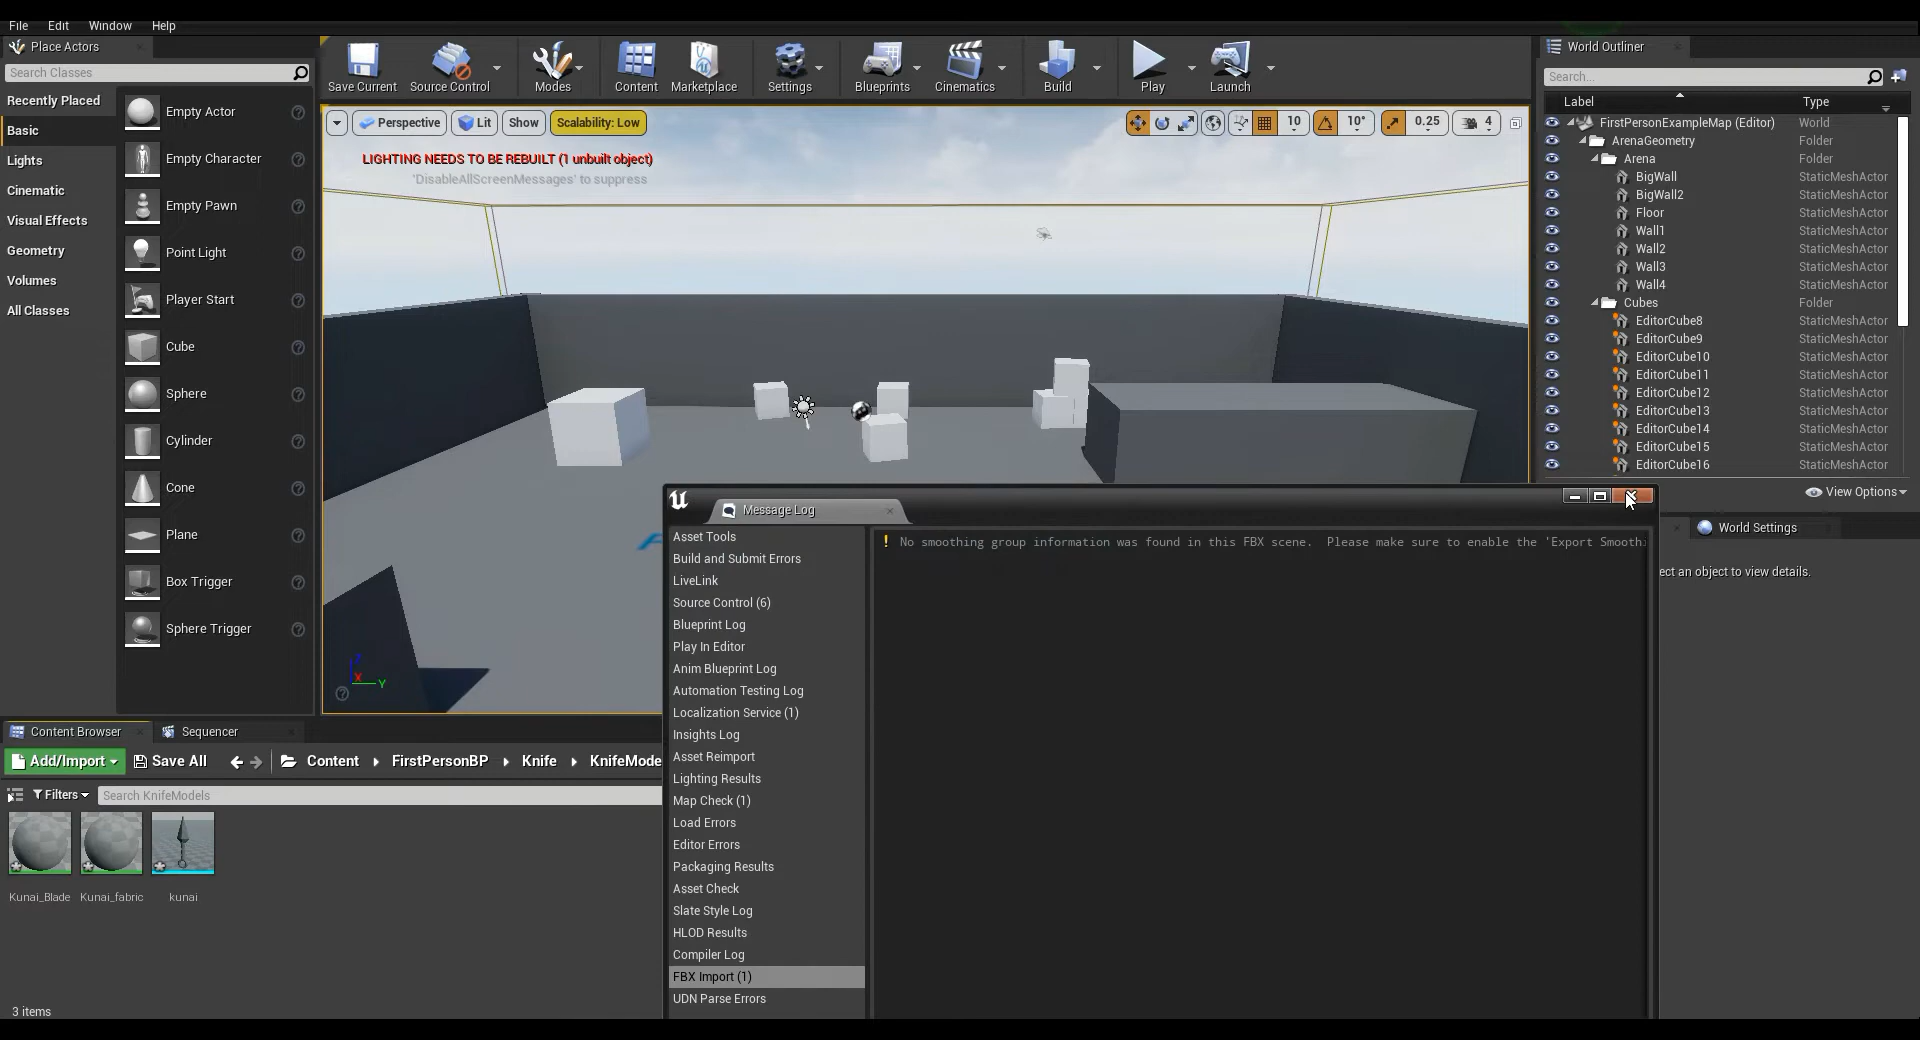 File Edit Window Help
Place Actors
Search Classes
Recently Placed
Basic
Lights
Cinematic
Visual Effects
Geometry
Volumes
All Classes
Empty Actor
Empty Character
Empty Pawn
Point Light
Player Start
Cube
Sphere
Cylinder
Cone
Plane
Box Trigger
Sphere Trigger
Save Current Source Control Modes Content Marketplace Settings Blueprints Cinematics Build Play Launch
Perspective Lit Show Scalability: Low 10 10° 0.25 4
LIGHTING NEEDS TO BE REBUILT (1 unbuilt object)
'DisableAllScreenMessages' to suppress
X Y
World Outliner
Search...
Label Type
FirstPersonExampleMap (Editor) World
ArenaGeometry Folder
Arena Folder
BigWall StaticMeshActor
BigWall2 StaticMeshActor
Floor StaticMeshActor
Wall1 StaticMeshActor
Wall2 StaticMeshActor
Wall3 StaticMeshActor
Wall4 StaticMeshActor
Cubes Folder
EditorCube8 StaticMeshActor
EditorCube9 StaticMeshActor
EditorCube10 StaticMeshActor
EditorCube11 StaticMeshActor
EditorCube12 StaticMeshActor
EditorCube13 StaticMeshActor
EditorCube14 StaticMeshActor
EditorCube15 StaticMeshActor
EditorCube16 StaticMeshActor
View Options
World Settings
ect an object to view details.
Message Log
Asset Tools
Build and Submit Errors
LiveLink
Source Control (6)
Blueprint Log
Play In Editor
Anim Blueprint Log
Automation Testing Log
Localization Service (1)
Insights Log
Asset Reimport
Lighting Results
Map Check (1)
Load Errors
Editor Errors
Packaging Results
Asset Check
Slate Style Log
HLOD Results
Compiler Log
FBX Import (1)
UDN Parse Errors
! No smoothing group information was found in this FBX scene. Please make sure to enable the 'Export Smooth
Content Browser Sequencer
Add/Import Save All Content FirstPersonBP Knife KnifeMode
Filters Search KnifeModels
Kunai_Blade Kunai_fabric kunai
3 items